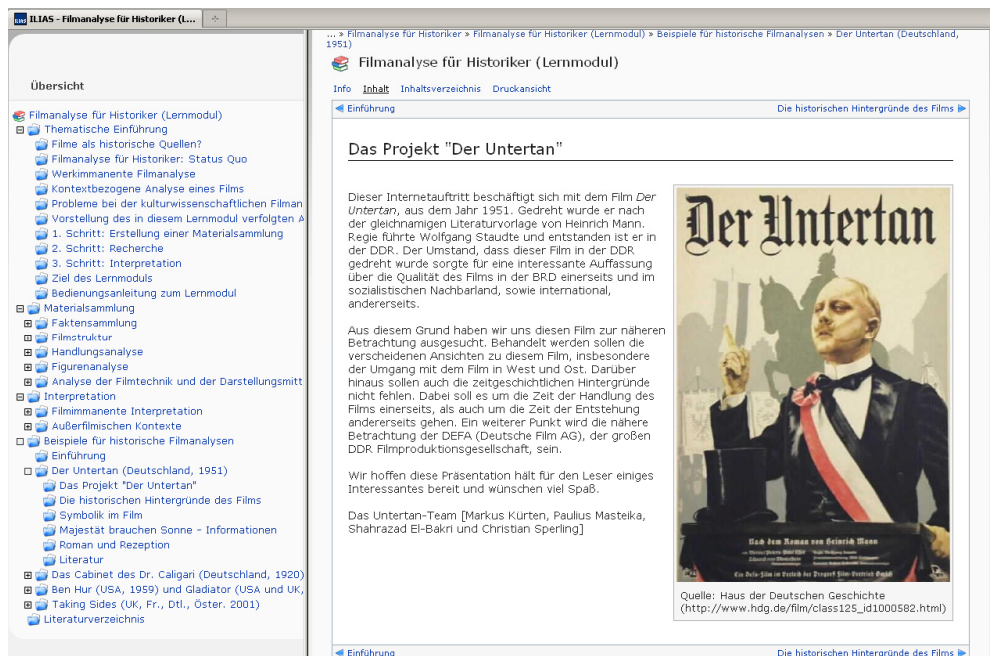 ILIAS - Filmanalyse für Historiker (L...
Übersicht
Filmanalyse für Historiker (Lernmodul)
Thematische Einführung
Filme als historische Quellen?
Filmanalyse für Historiker: Status Quo
Werkimmanente Filmanalyse
Kontextbezogene Analyse eines Films
Probleme bei der kulturwissenschaftlichen Filman
Vorstellung des in diesem Lernmodul verfolgten A
1. Schritt: Erstellung einer Materialsammlung
2. Schritt: Recherche
3. Schritt: Interpretation
Ziel des Lernmoduls
Bedienungsanleitung zum Lernmodul
Materialsammlung
Faktensammlung
Filmstruktur
Handlungsanalyse
Figurenanalyse
Analyse der Filmtechnik und der Darstellungsmitt
Interpretation
Filmimmanente Interpretation
Außerfilmischen Kontexte
Beispiele für historische Filmanalysen
Einführung
Der Untertan (Deutschland, 1951)
Das Projekt "Der Untertan"
Die historischen Hintergründe des Films
Symbolik im Film
Majestät brauchen Sonne - Informationen
Roman und Rezeption
Literatur
Das Cabinet des Dr. Caligari (Deutschland, 1920)
Ben Hur (USA, 1959) und Gladiator (USA und UK,
Taking Sides (UK, Fr., Dtl., Öster. 2001)
Literaturverzeichnis
... » Filmanalyse für Historiker » Filmanalyse für Historiker (Lernmodul) » Beispiele für historische Filmanalysen » Der Untertan (Deutschland,
1951)
Filmanalyse für Historiker (Lernmodul)
Info Inhalt Inhaltsverzeichnis Druckansicht
Einführung Die historischen Hintergründe des Films
Das Projekt "Der Untertan"
Dieser Internetauftritt beschäftigt sich mit dem Film Der
Untertan, aus dem Jahr 1951. Gedreht wurde er nach
der gleichnamigen Literaturvorlage von Heinrich Mann.
Regie führte Wolfgang Staudte und entstanden ist er in
der DDR. Der Umstand, dass dieser Film in der DDR
gedreht wurde sorgte für eine interessante Auffassung
über die Qualität des Films in der BRD einerseits und im
sozialistischen Nachbarland, sowie international,
andererseits.
Aus diesem Grund haben wir uns diesen Film zur näheren
Betrachtung ausgesucht. Behandelt werden sollen die
verscheidenen Ansichten zu diesem Film, insbesondere
der Umgang mit dem Film in West und Ost. Darüber
hinaus sollen auch die zeitgeschichtlichen Hintergründe
nicht fehlen. Dabei soll es um die Zeit der Handlung des
Films einerseits, als auch um die Zeit der Entstehung
andererseits gehen. Ein weiterer Punkt wird die nähere
Betrachtung der DEFA (Deutsche Film AG), der großen
DDR Filmproduktionsgesellschaft, sein.
Wir hoffen diese Präsentation hält für den Leser einiges
Interessantes bereit und wünschen viel Spaß.
Das Untertan-Team [Markus Kürten, Paulius Masteika,
Shahrazad El-Bakri und Christian Sperling]
Der Untertan
Nach dem Roman von Heinrich Mann
Ein Defa-Film im Verleih der Progress Film-Vertrieb GmbH
Quelle: Haus der Deutschen Geschichte
(http://www.hdg.de/film/class125_id1000582.html)
Einführung Die historischen Hintergründe des Films